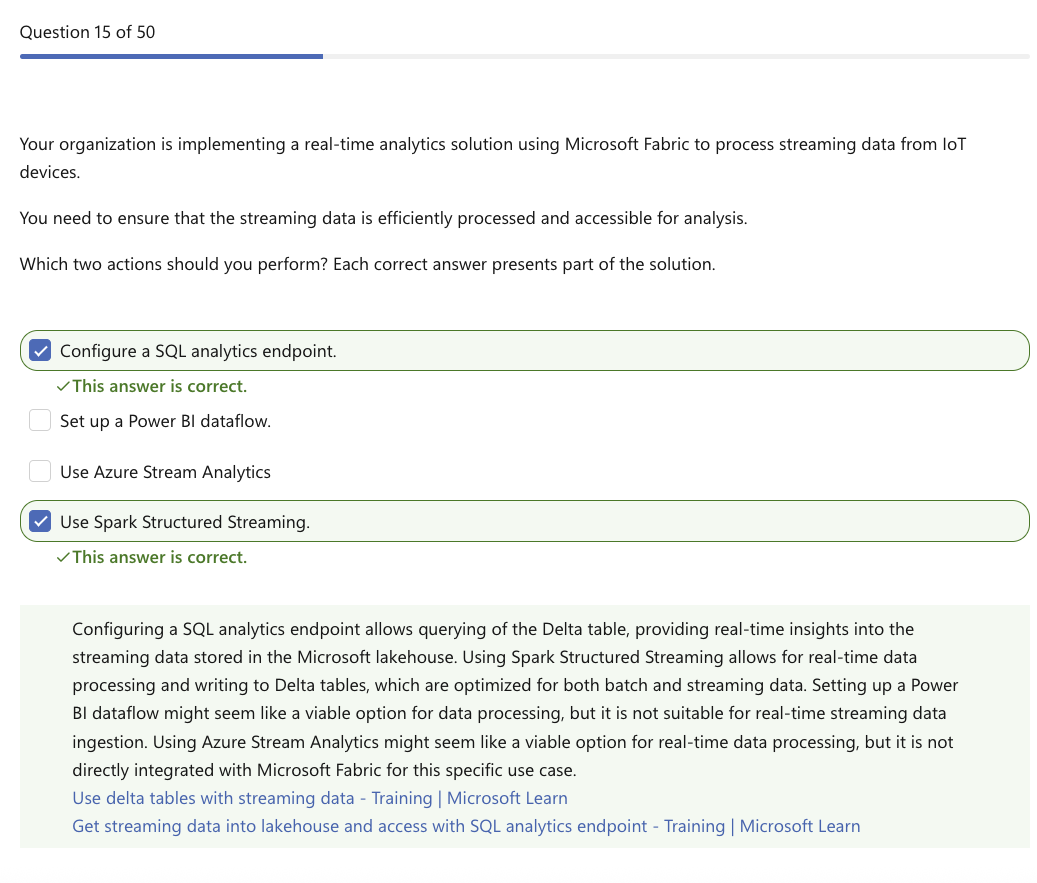 Question 15 of 50
Your organization is implementing a real-time analytics solution using Microsoft Fabric to process streaming data from IoT
devices.
You need to ensure that the streaming data is efficiently processed and accessible for analysis.
Which two actions should you perform? Each correct answer presents part of the solution.
Configure a SQL analytics endpoint.
This answer is correct.
Set up a Power BI dataflow.
Use Azure Stream Analytics
Use Spark Structured Streaming.
This answer is correct.
Configuring a SQL analytics endpoint allows querying of the Delta table, providing real-time insights into the
streaming data stored in the Microsoft lakehouse. Using Spark Structured Streaming allows for real-time data
processing and writing to Delta tables, which are optimized for both batch and streaming data. Setting up a Power
BI dataflow might seem like a viable option for data processing, but it is not suitable for real-time streaming data
ingestion. Using Azure Stream Analytics might seem like a viable option for real-time data processing, but it is not
directly integrated with Microsoft Fabric for this specific use case.
Use delta tables with streaming data - Training | Microsoft Learn
Get streaming data into lakehouse and access with SQL analytics endpoint - Training | Microsoft Learn